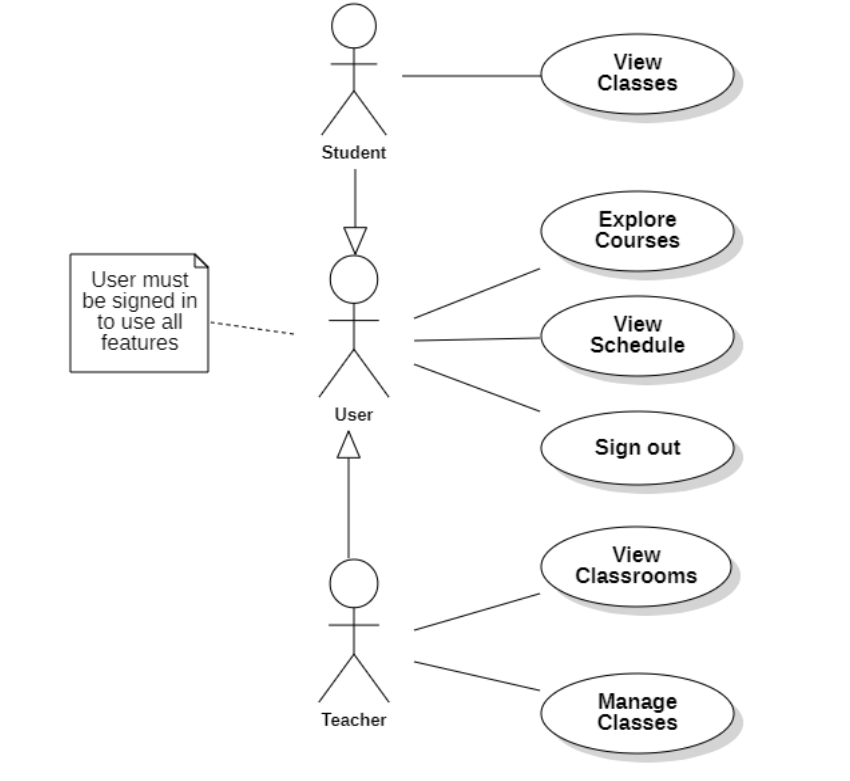 View
Classes
Student
Explore
Courses
User must
be signed in
to use all
features
View
Schedule
User
Sign out
View
Classrooms
Teacher
Manage
Classes